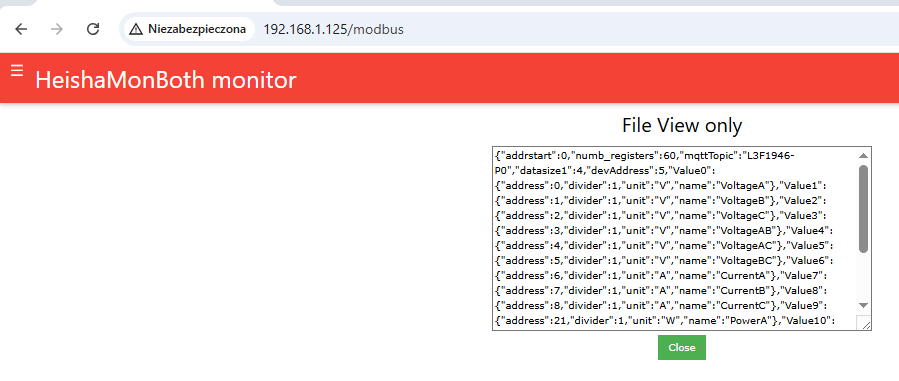 Niezabezpieczona 192.168.1.125/modbus
HeishaMonBoth monitor
File View only
{"addrstart":0,"numb_registers":60,"mqttTopic":"L3F1946-
P0","datasize1":4,"devAddress":5,"Value0":
{"address":0,"divider":1,"unit":"V","name":"VoltageA"},"Value1":
{"address":1,"divider":1,"unit":"V","name":"VoltageB"},"Value2":
{"address":2,"divider":1,"unit":"V","name":"VoltageC"},"Value3":
{"address":3,"divider":1,"unit":"V","name":"VoltageAB"},"Value4":
{"address":4,"divider":1,"unit":"V","name":"VoltageAC"},"Value5":
{"address":5,"divider":1,"unit":"V","name":"VoltageBC"},"Value6":
{"address":6,"divider":1,"unit":"A","name":"CurrentA"},"Value7":
{"address":7,"divider":1,"unit":"A","name":"CurrentB"},"Value8":
{"address":8,"divider":1,"unit":"A","name":"CurrentC"},"Value9":
{"address":21,"divider":1,"unit":"W","name":"PowerA"},"Value10":
Close